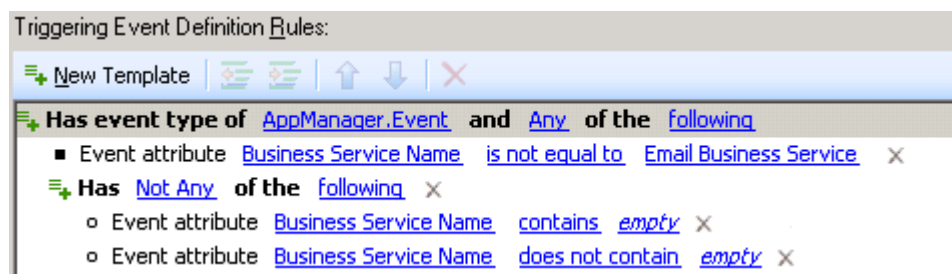 Triggering Event Definition Rules:
New Template
Has event type of AppManager.Event and Any of the following
Event attribute Business Service Name is not equal to Email Business Service
Has Not Any of the following
Event attribute Business Service Name contains empty
Event attribute Business Service Name does not contain empty